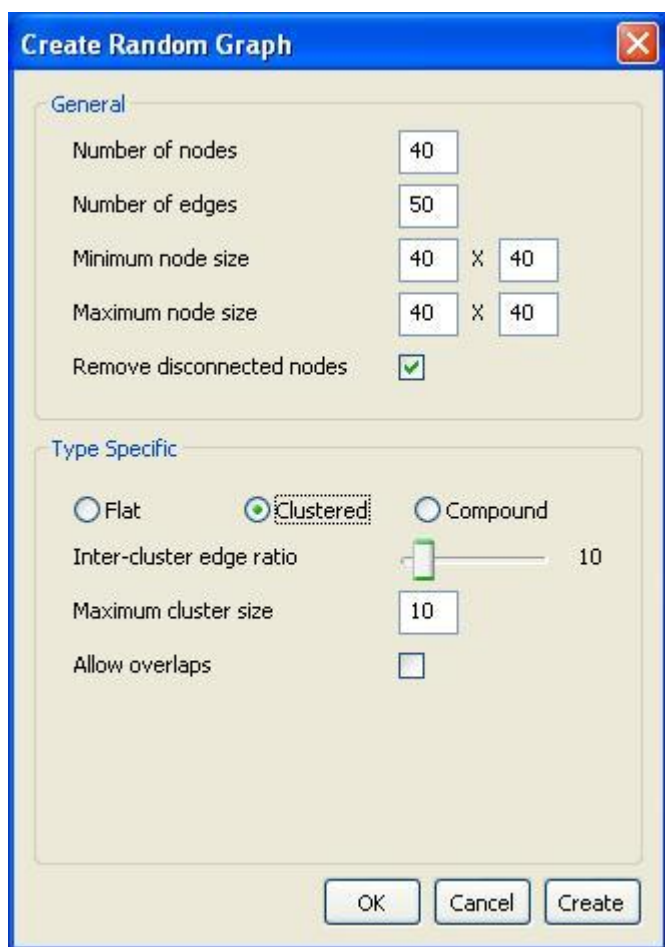 Create Random Graph
General
Number of nodes 40
Number of edges 50
Minimum node size 40 X 40
Maximum node size 40 X 40
Remove disconnected nodes
Type Specific
Flat Clustered Compound
Inter-cluster edge ratio 10
Maximum cluster size 10
Allow overlaps
OK Cancel Create